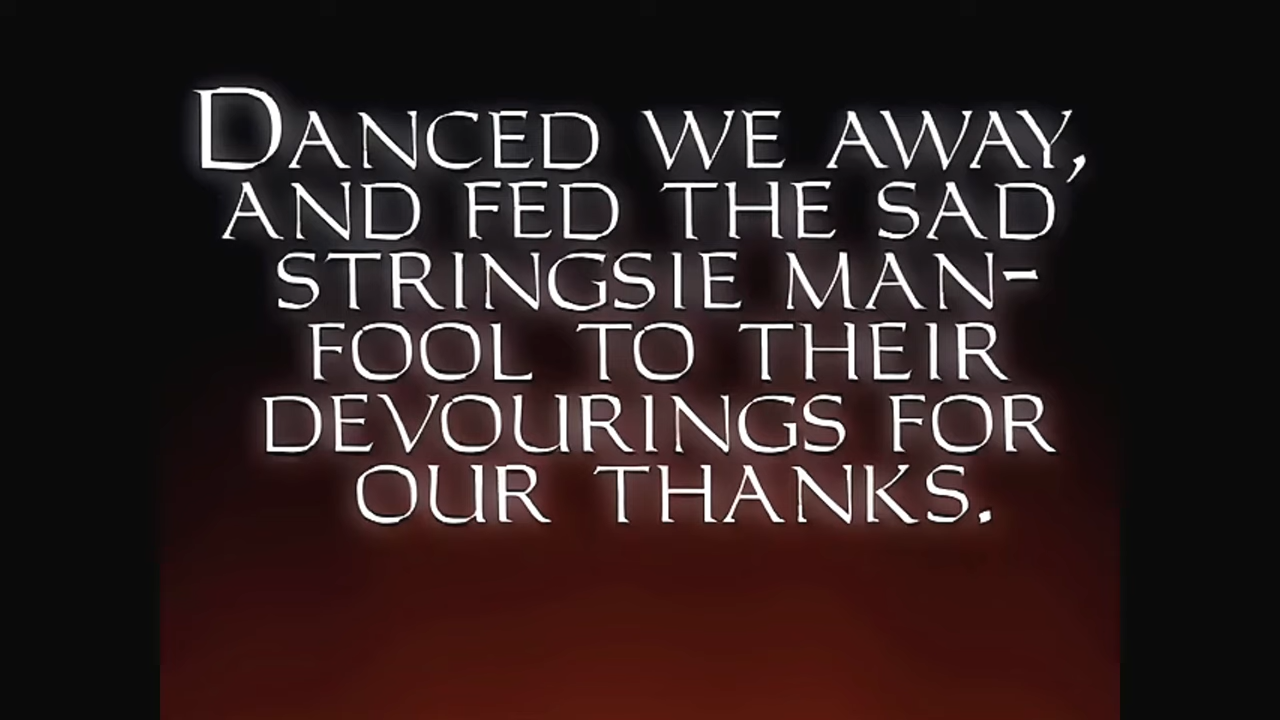 DANCED WE AWAY,
AND FED THE SAD
STRINGSIE MAN-
FOOL TO THEIR
DEVOURINGS FOR
OUR THANKS.